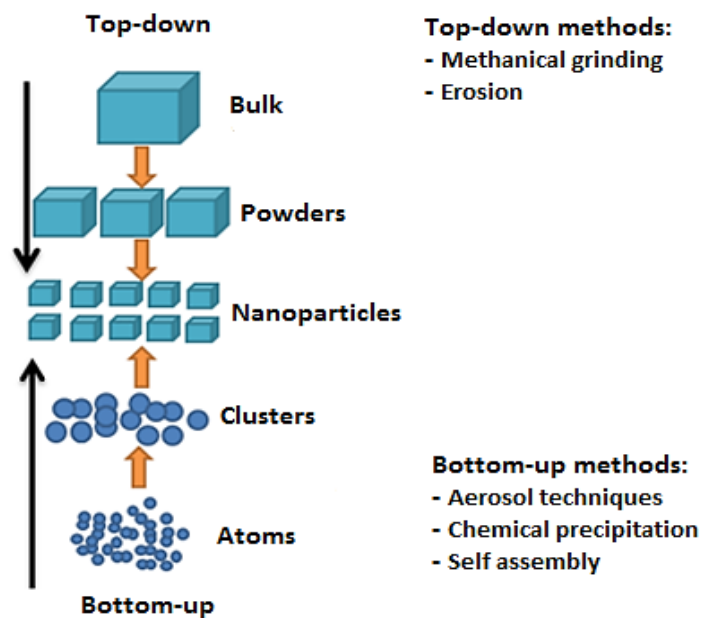 Top-down
Bulk
Powders
Nanoparticles
Clusters
Atoms
Bottom-up
Top-down methods:
- Methanical grinding
- Erosion
Bottom-up methods:
- Aerosol techniques
- Chemical precipitation
- Self assembly